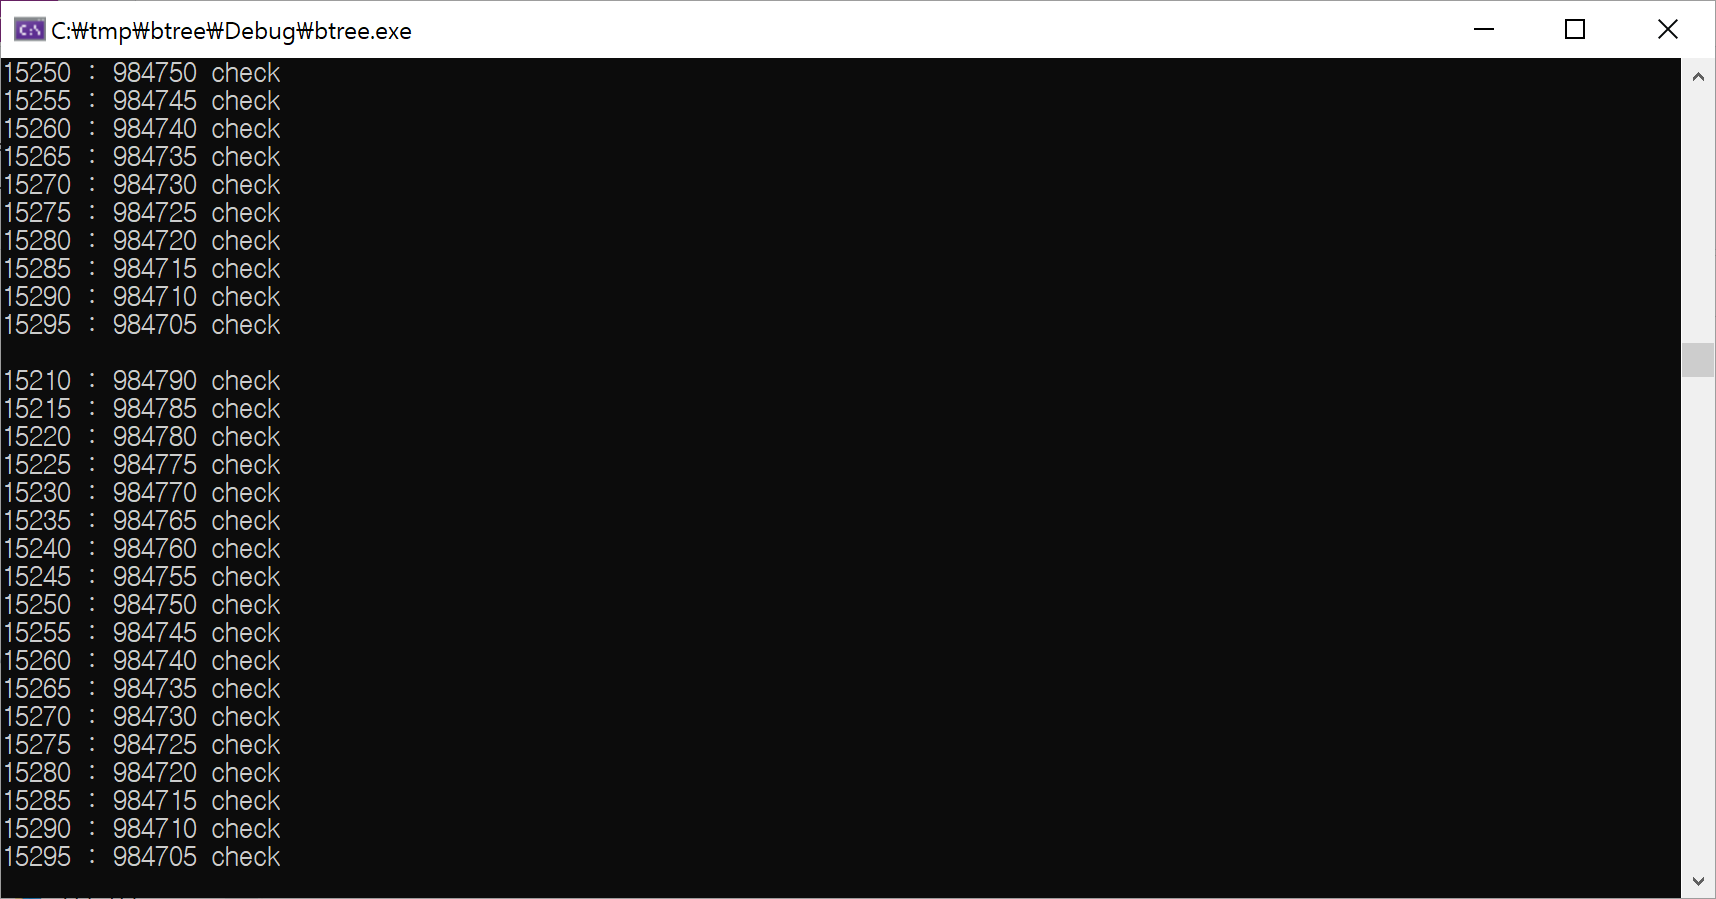 C:₩tmp₩btree₩Debug₩btree.exe
15250 : 984750 check
15255 : 984745 check
15260 : 984740 check
15265 : 984735 check
15270 : 984730 check
15275 : 984725 check
15280 : 984720 check
15285 : 984715 check
15290 : 984710 check
15295 : 984705 check
15210 : 984790 check
15215 : 984785 check
15220 : 984780 check
15225 : 984775 check
15230 : 984770 check
15235 : 984765 check
15240 : 984760 check
15245 : 984755 check
15250 : 984750 check
15255 : 984745 check
15260 : 984740 check
15265 : 984735 check
15270 : 984730 check
15275 : 984725 check
15280 : 984720 check
15285 : 984715 check
15290 : 984710 check
15295 : 984705 check